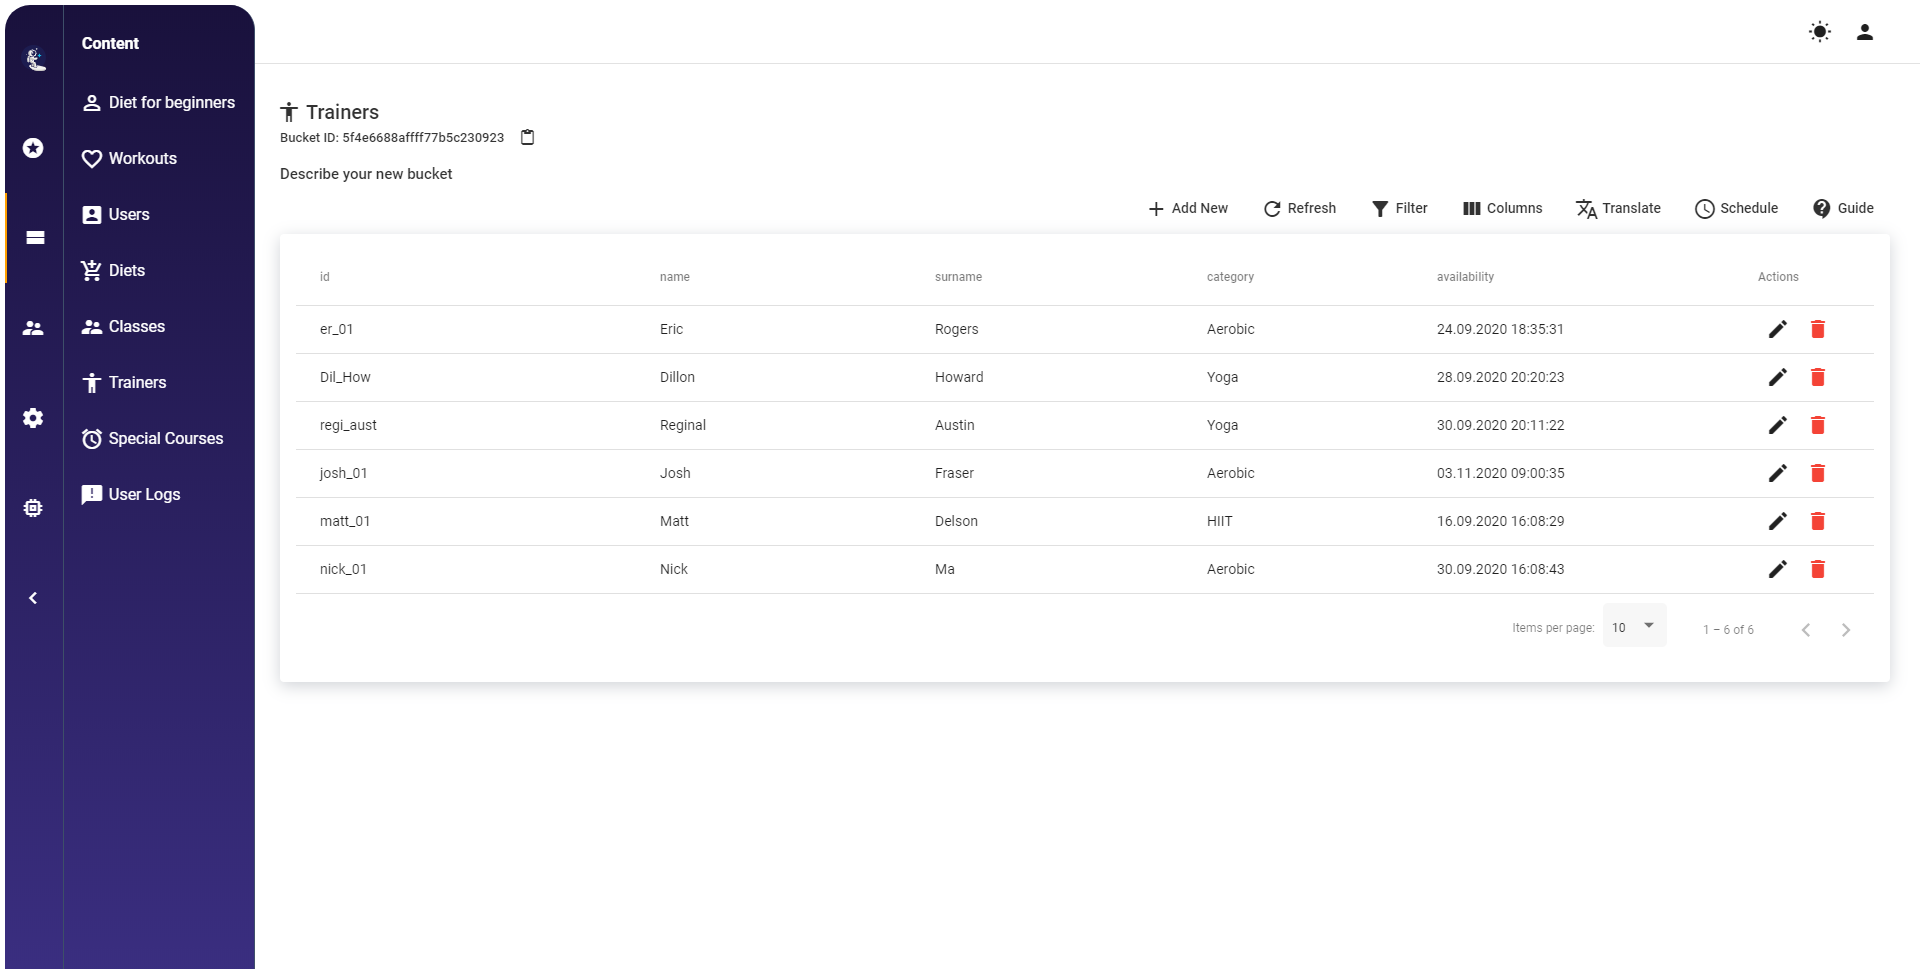 Content
Diet for beginners
Workouts
Users
Diets
Classes
Trainers
Special Courses
User Logs
Trainers
Bucket ID: 5f4e6688affff77b5c230923
Describe your new bucket
Add New Refresh Filter Columns Translate Schedule Guide
id name surname category availability Actions
er_01 Eric Rogers Aerobic 24.09.2020 18:35:31
Dil_How Dillon Howard Yoga 28.09.2020 20:20:23
regi_aust Reginal Austin Yoga 30.09.2020 20:11:22
josh_01 Josh Fraser Aerobic 03.11.2020 09:00:35
matt_01 Matt Delson HIIT 16.09.2020 16:08:29
nick_01 Nick Ma Aerobic 30.09.2020 16:08:43
Items per page: 10 1 – 6 of 6